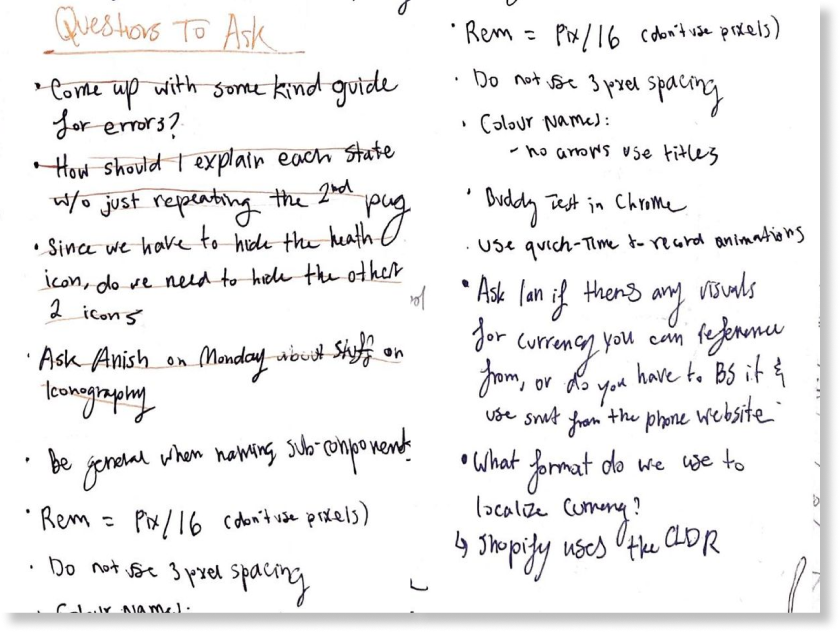 Questions To Ask
• Come up with some kind guide
for errors?
• How should I explain each state
w/o just repeating the 2nd pug
• Since we have to hide the heath
icon, do we need to hide the other
2 icons
• Ask Anish on Monday about stuff on
Iconography
• Be general when naming sub-components
• Rem = Pix/16 (don't use pixels)
• Do not use 3 pixel spacing
• Colour Names:
• Rem = Pix/16 (don't use pixels)
• Do not use 3 pixel spacing
• Colour Names:
- no arrows use titles
• Buddy Test in Chrome
• Use quick-Time to record animations
• Ask Ian if theres any visuals
for currency you can reference
from, or do you have to BS it &
use smt from the phone website
• What format do we use to
localize currency?
↳ Shopify uses the CLDR
of